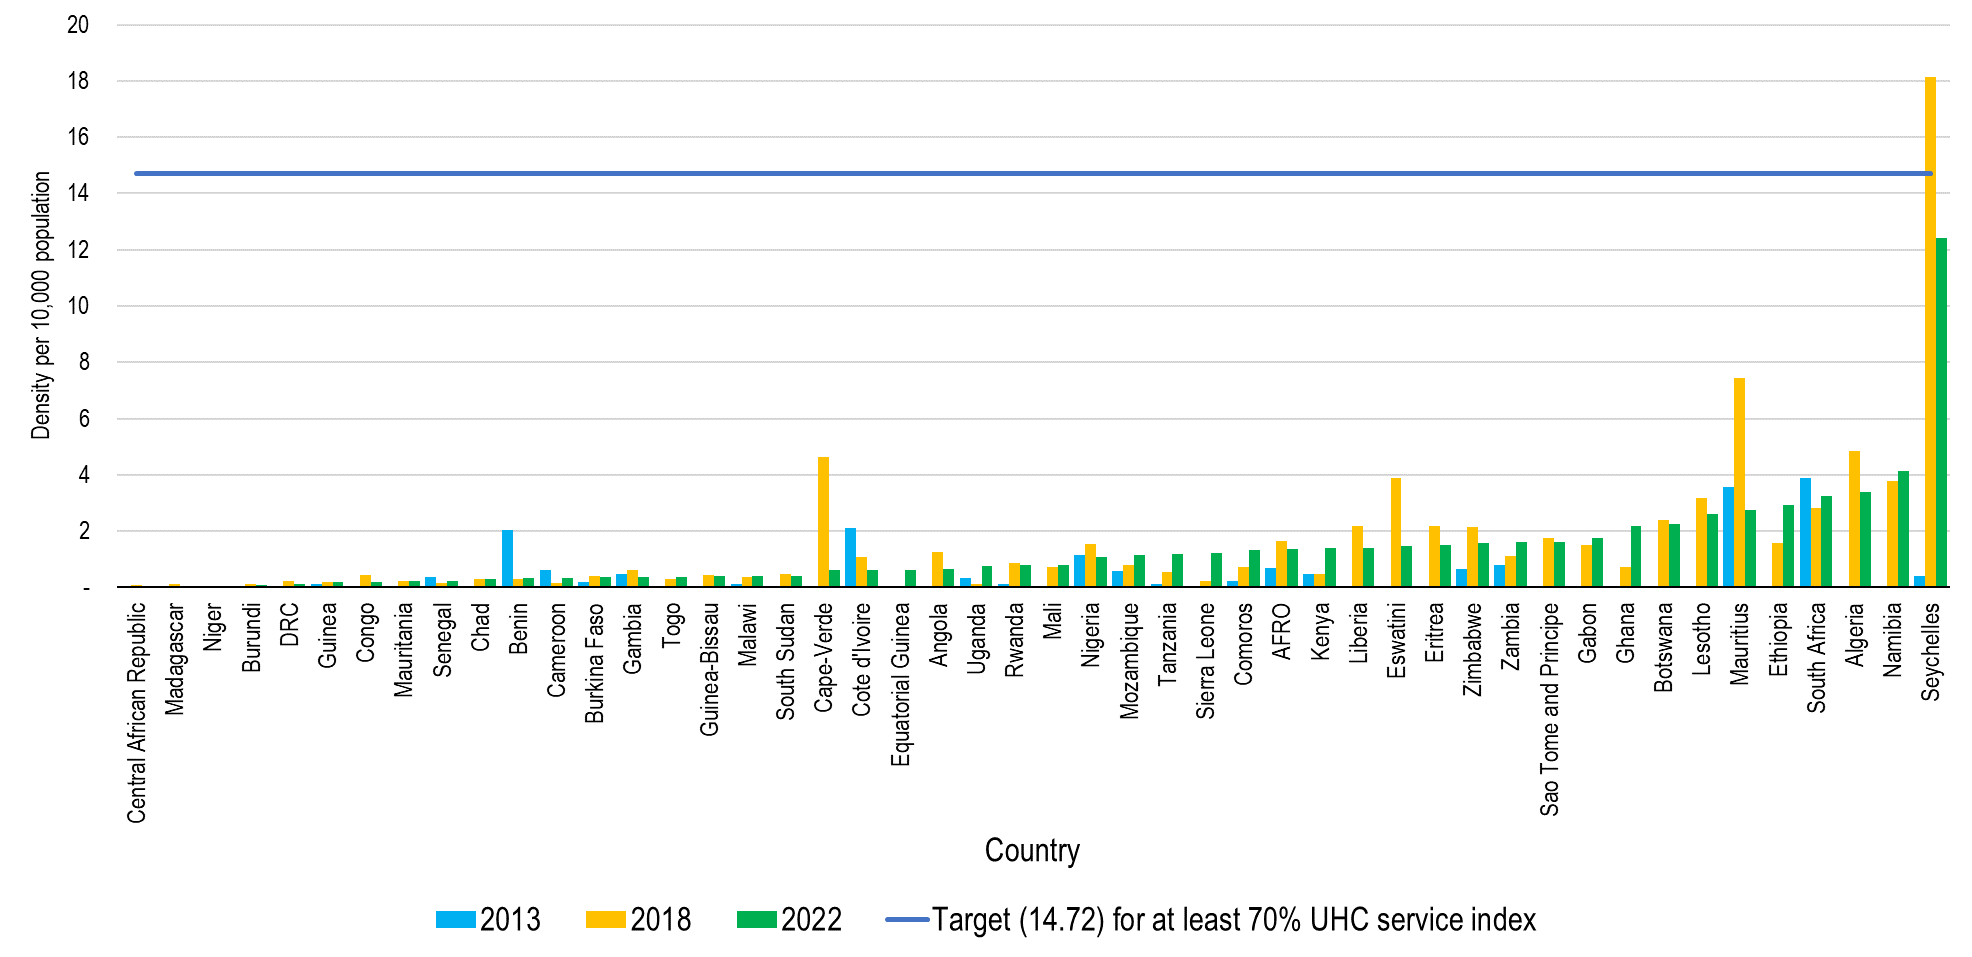 20
18
16
14
12
10
8
6
4
2
-
Density per 10,000 population
Central African Republic
Madagascar
Niger
Burundi
DRC
Guinea
Congo
Mauritania
Senegal
Chad
Benin
Cameroon
Burkina Faso
Gambia
Togo
Guinea-Bissau
Malawi
South Sudan
Cape-Verde
Cote d'Ivoire
Equatorial Guinea
Angola
Uganda
Rwanda
Mali
Nigeria
Mozambique
Tanzania
Sierra Leone
Comoros
AFRO
Kenya
Liberia
Eswatini
Eritrea
Zimbabwe
Zambia
Sao Tome and Principe
Gabon
Ghana
Botswana
Lesotho
Mauritius
Ethiopia
South Africa
Algeria
Namibia
Seychelles
Country
2013 2018 2022 Target (14.72) for at least 70% UHC service index